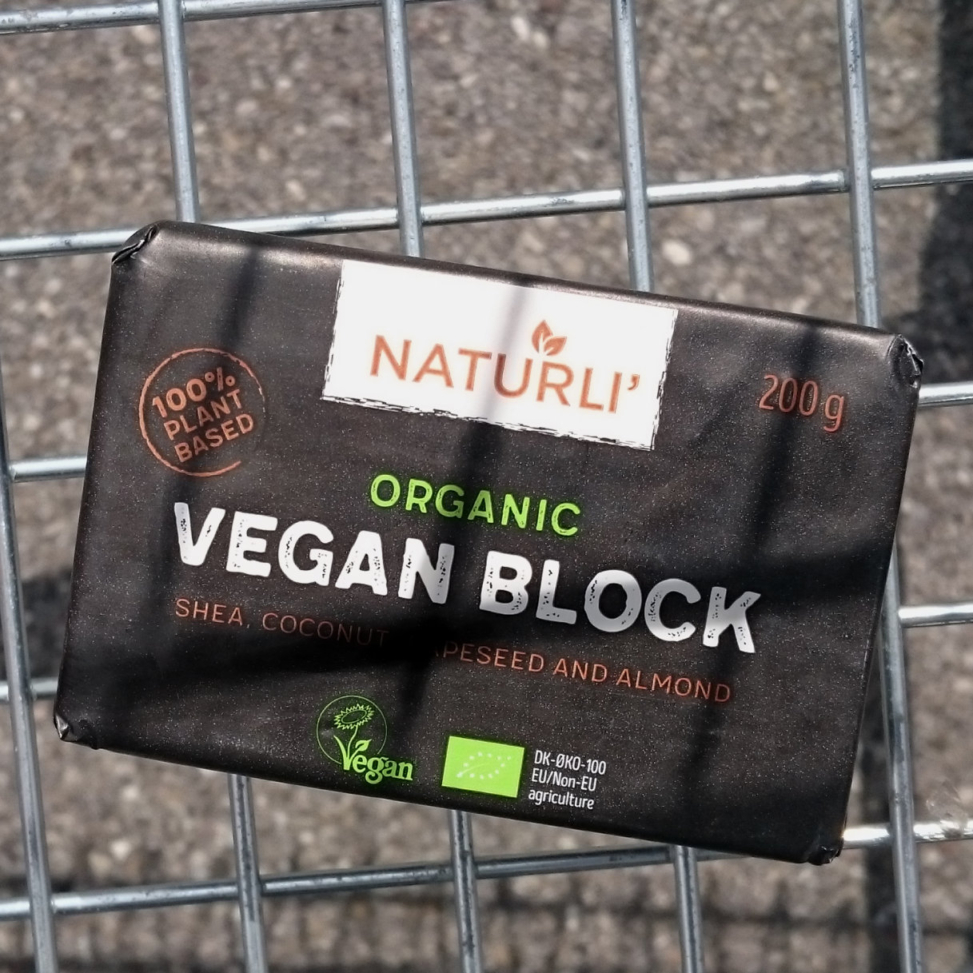 NATURLI'
200 g
100%
PLANT
BASED
ORGANIC
VEGAN BLOCK
SHEA, COCONUT AND ALMOND
Vegan
DK-ØKO-100
EU/Non-EU
agriculture